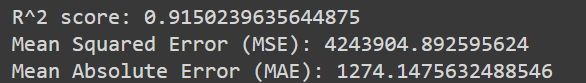 R^2 score: 0.9150239635644875
Mean Squared Error (MSE): 4243904.892595624
Mean Absolute Error (MAE): 1274.1475632488546